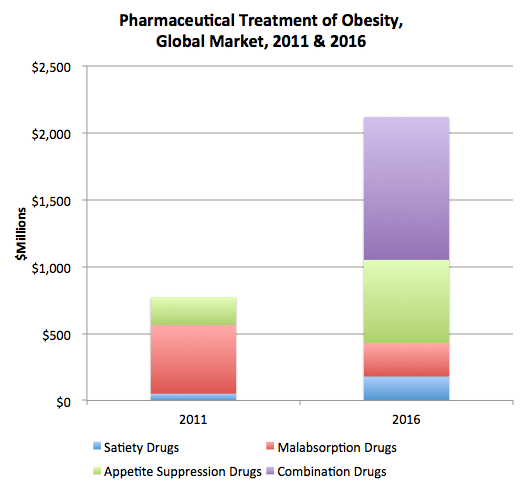 Pharmaceutical Treatment of Obesity,
Global Market, 2011 & 2016
$2,500
$2,000
$1,500
$1,000
$500
$0
$Millions
2011 2016
Satiety Drugs Malabsorption Drugs
Appetite Suppression Drugs Combination Drugs